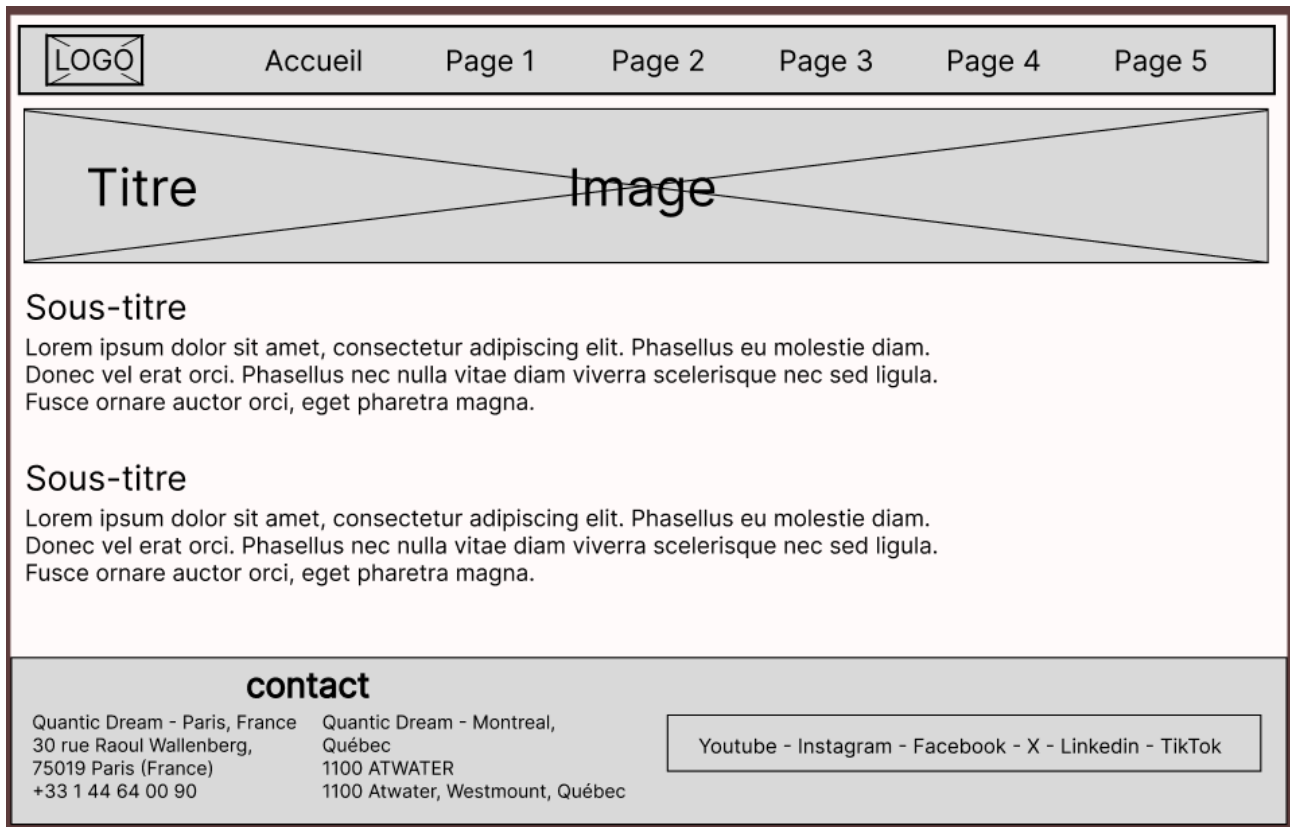 LOGO
Accueil
Page 1
Page 2
Page 3
Page 4
Page 5
Titre
Image
Sous-titre
Lorem ipsum dolor sit amet, consectetur adipiscing elit. Phasellus eu molestie diam.
Donec vel erat orci. Phasellus nec nulla vitae diam viverra scelerisque nec sed ligula.
Fusce ornare auctor orci, eget pharetra magna.
Sous-titre
Lorem ipsum dolor sit amet, consectetur adipiscing elit. Phasellus eu molestie diam.
Donec vel erat orci. Phasellus nec nulla vitae diam viverra scelerisque nec sed ligula.
Fusce ornare auctor orci, eget pharetra magna.
contact
Quantic Dream - Paris, France
30 rue Raoul Wallenberg,
75019 Paris (France)
+33 1 44 64 00 90
Quantic Dream - Montreal,
Québec
1100 ATWATER
1100 Atwater, Westmount, Québec
Youtube - Instagram - Facebook - X - Linkedin - TikTok